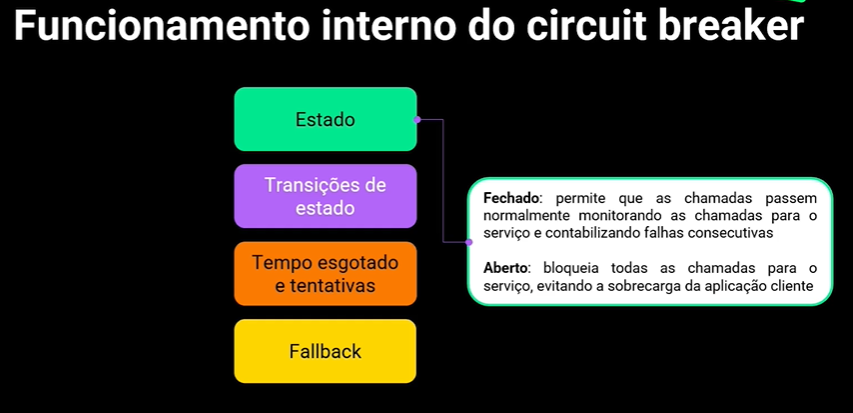 Funcionamento interno do circuit breaker
Estado
Transições de
estado
Tempo esgotado
e tentativas
Fallback
Fechado: permite que as chamadas passem
normalmente monitorando as chamadas para o
serviço e contabilizando falhas consecutivas
Aberto: bloqueia todas as chamadas para o
serviço, evitando a sobrecarga da aplicação cliente